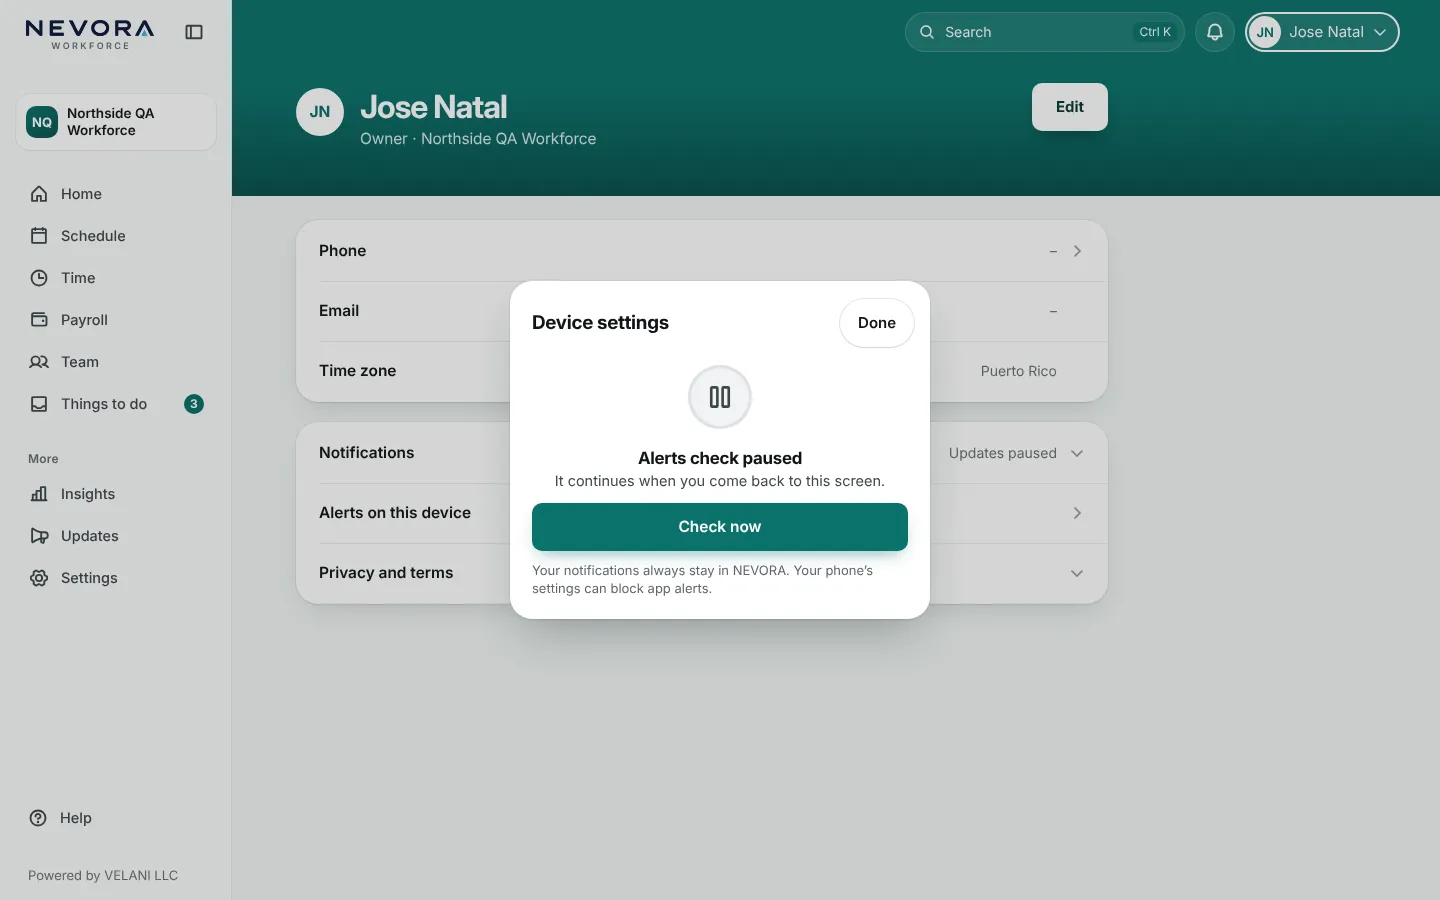 NEVORA
WORKFORCE
Search
Ctrl K
JN
Jose Natal
NQ
Northside QA
Workforce
JN
Jose Natal
Owner · Northside QA Workforce
Edit
Home
Schedule
Time
Payroll
Team
Things to do
3
More
Insights
Updates
Settings
Help
Powered by VELANI LLC
Phone
–
Email
–
Time zone
Puerto Rico
Notifications
Updates paused
Alerts on this device
Privacy and terms
Device settings
Done
Alerts check paused
It continues when you come back to this screen.
Check now
Your notifications always stay in NEVORA. Your phone’s
settings can block app alerts.